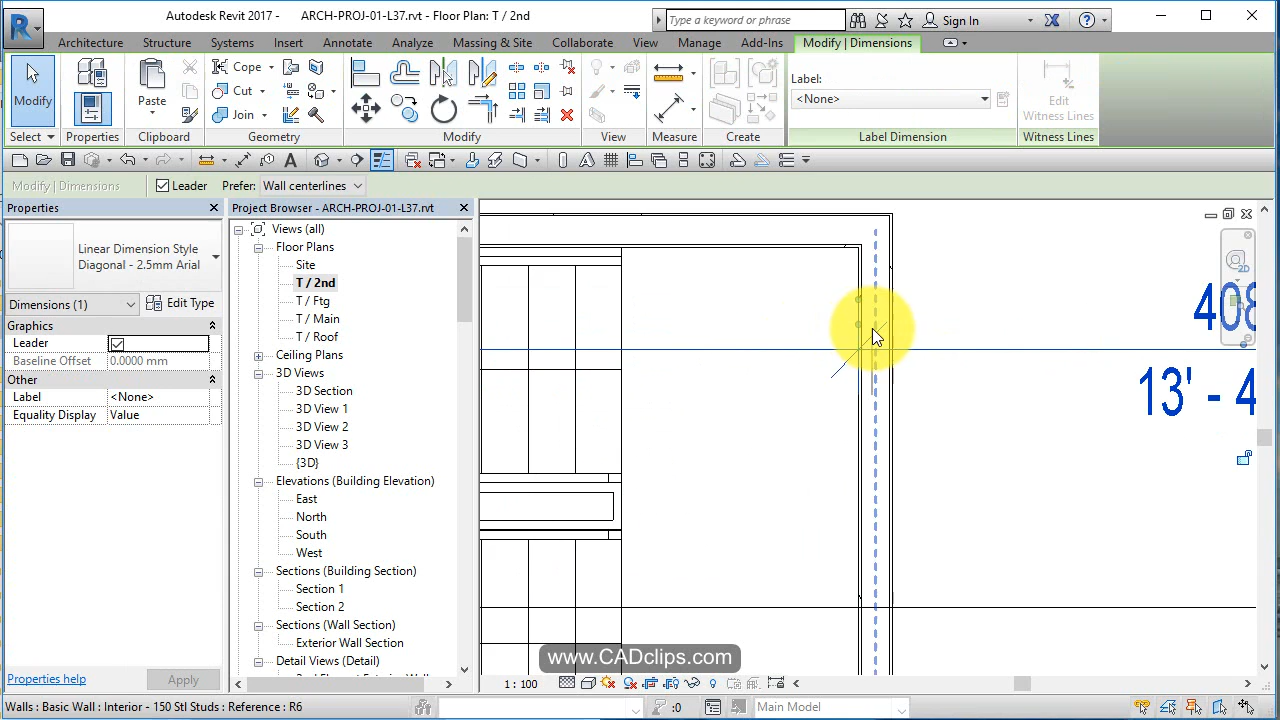 Autodesk Revit 2017 - ARCH-PROJ-01-L37.rvt - Floor Plan: T / 2nd
Type a keyword or phrase
Sign In
Architecture Structure Systems Insert Annotate Analyze Massing & Site Collaborate View Manage Add-Ins Modify | Dimensions
Modify
Paste
Cope
Cut
Join
Label:
<None>
Edit
Witness Lines
Select Properties Clipboard Geometry Modify View Measure Create Label Dimension Witness Lines
Modify | Dimensions Leader Prefer: Wall centerlines
Properties
Project Browser - ARCH-PROJ-01-L37.rvt
Linear Dimension Style
Diagonal - 2.5mm Arial
Dimensions (1) Edit Type
Graphics
Leader
Baseline Offset 0.0000 mm
Other
Label <None>
Equality Display Value
Properties help Apply
Views (all)
Floor Plans
Site
T / 2nd
T / Ftg
T / Main
T / Roof
Ceiling Plans
3D Views
3D Section
3D View 1
3D View 2
3D View 3
{3D}
Elevations (Building Elevation)
East
North
South
West
Sections (Building Section)
Section 1
Section 2
Sections (Wall Section)
Exterior Wall Section
Detail Views (Detail)
2D
13' - 4
www.CADclips.com
1 : 100
Walls : Basic Wall : Interior - 150 Stl Studs : Reference : R6
:0
Main Model